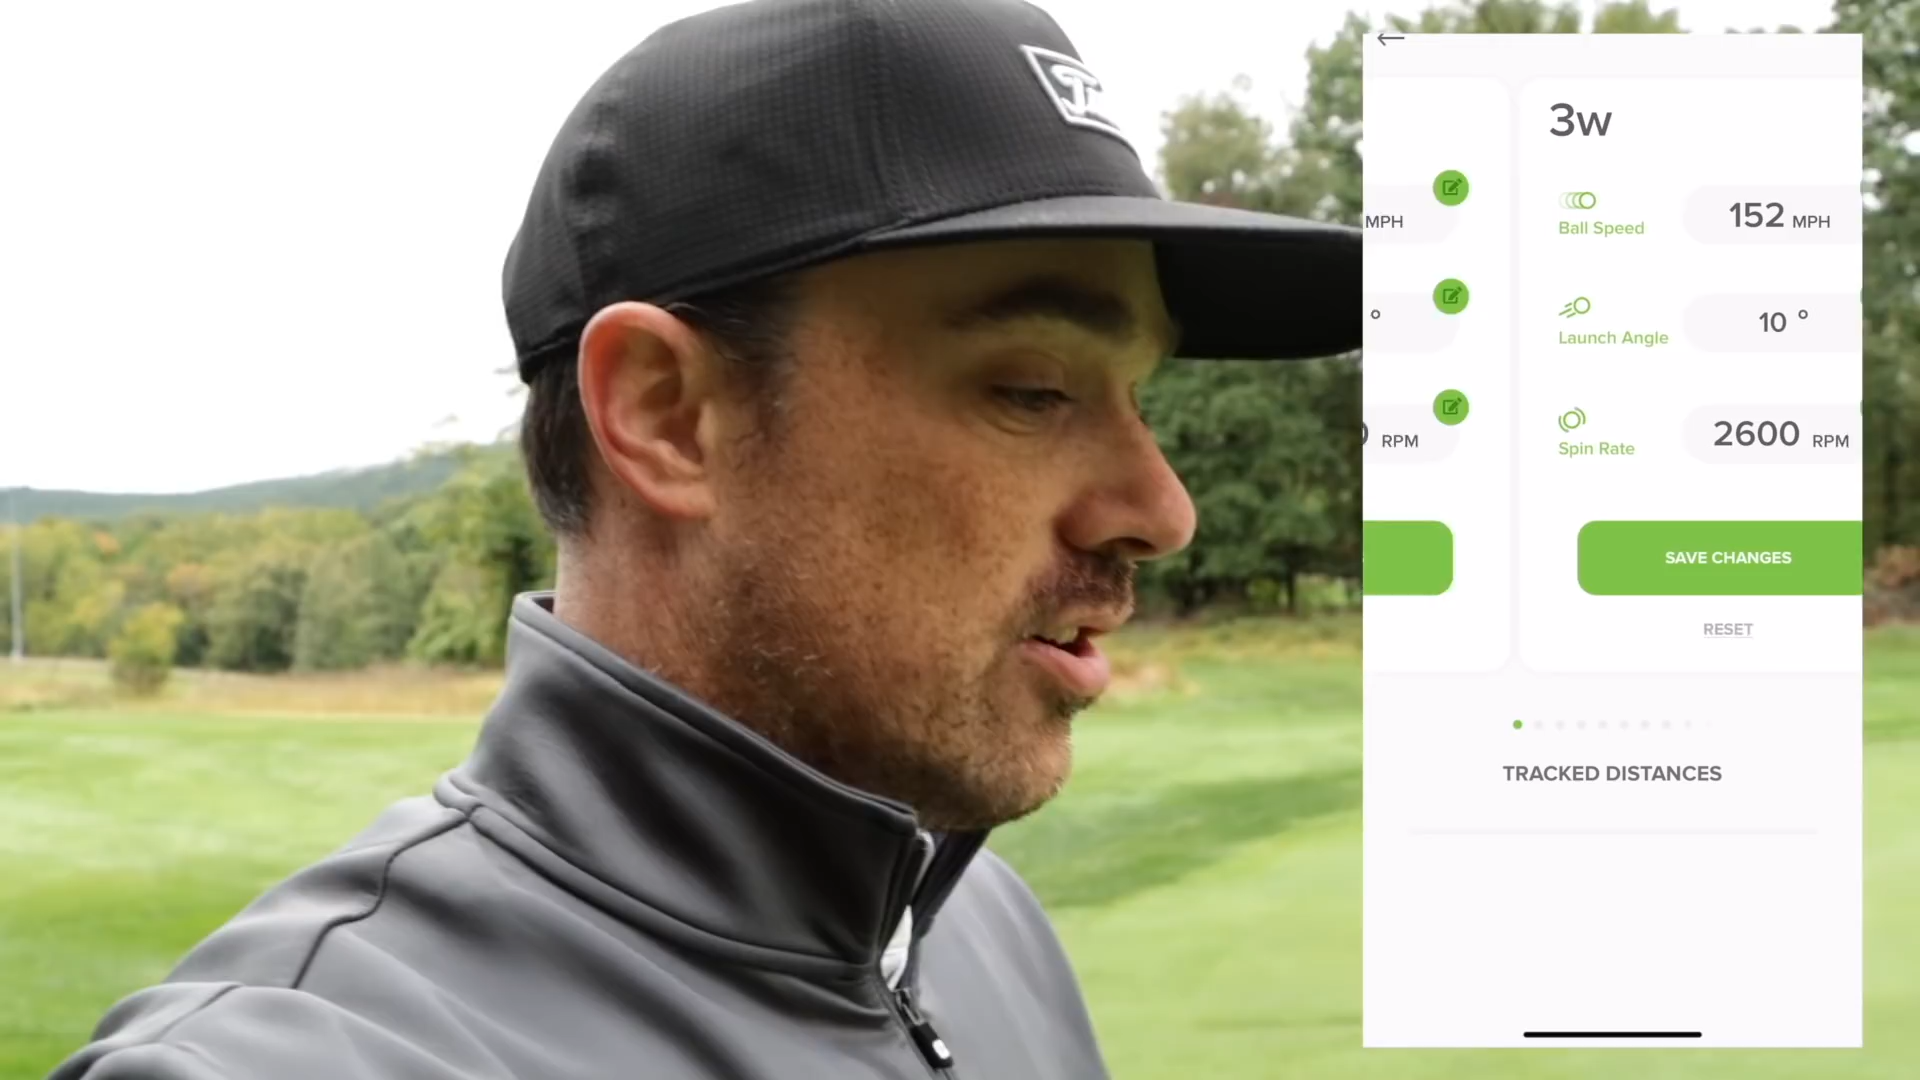 3w
MPH
Ball Speed
152 MPH
°
Launch Angle
10 °
RPM
Spin Rate
2600 RPM
SAVE CHANGES
RESET
TRACKED DISTANCES